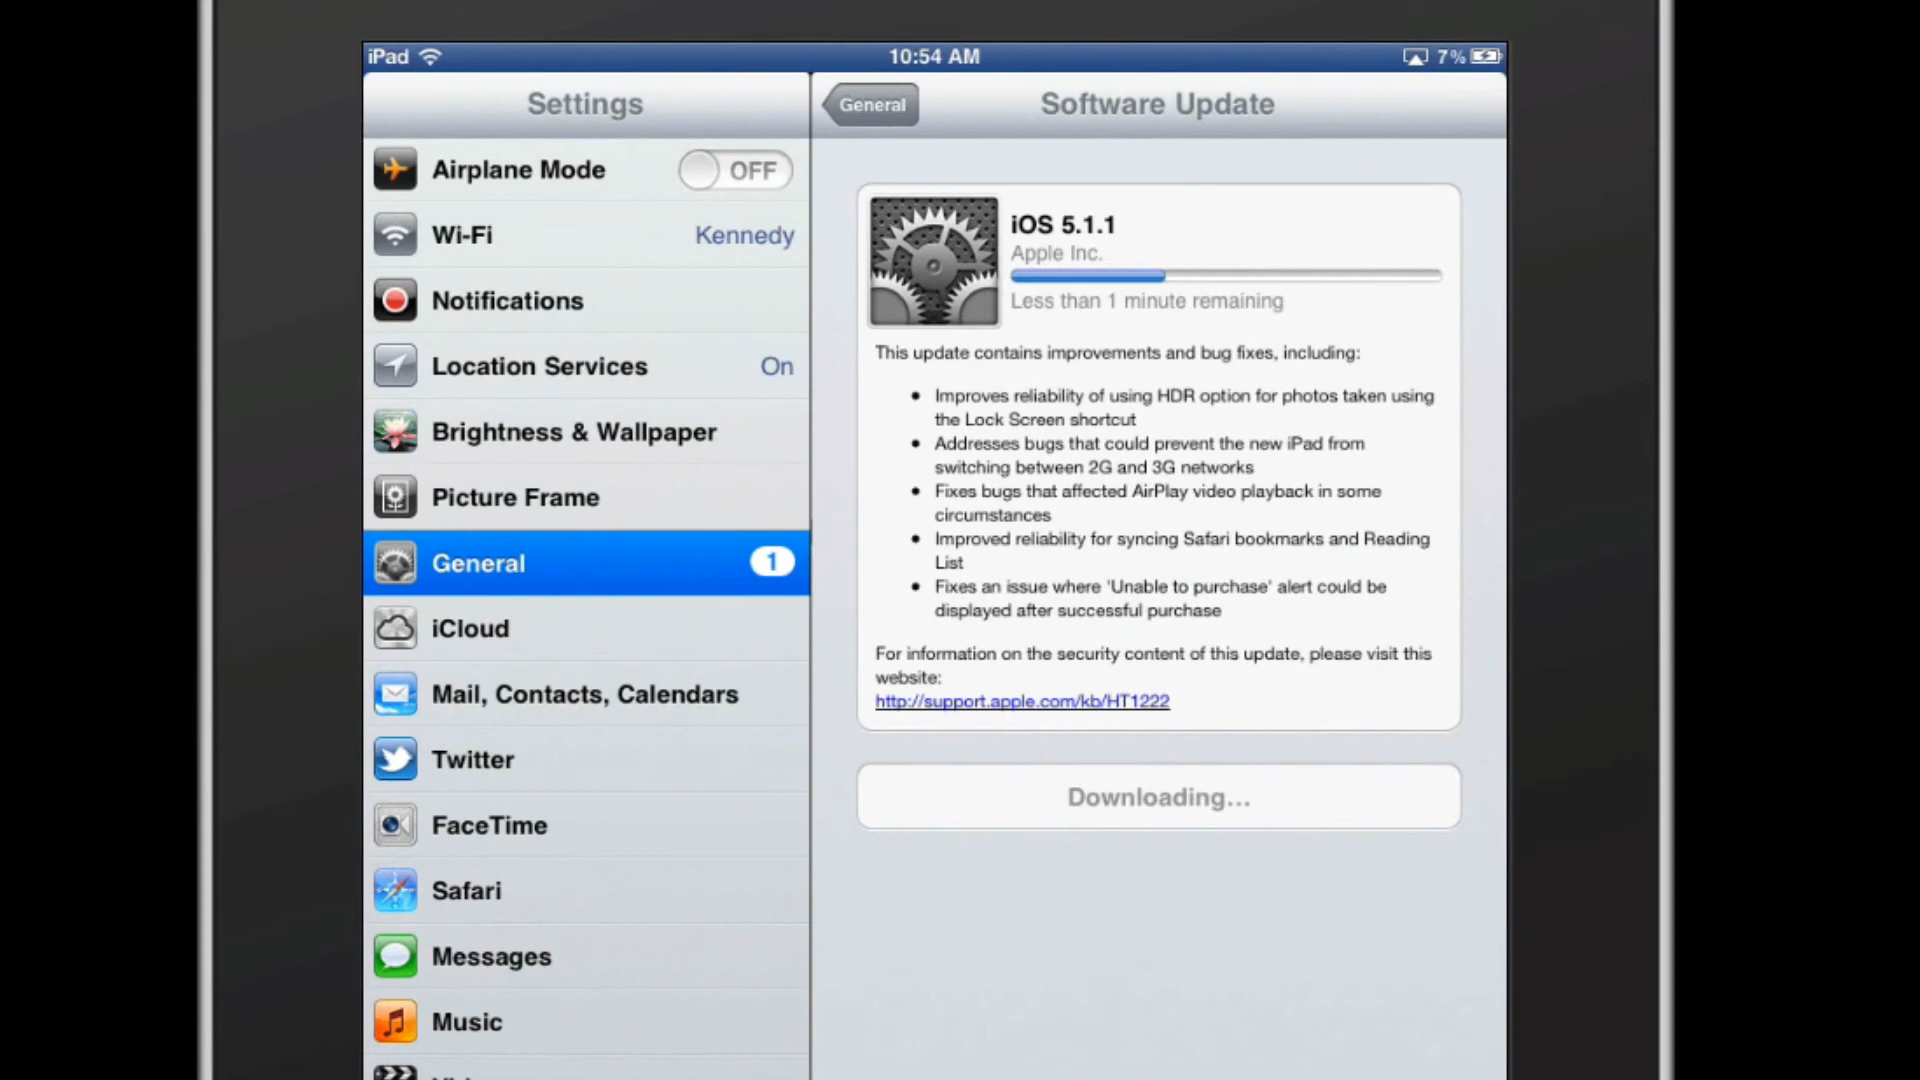 iPad
10:54 AM
7%
Settings
General
Software Update
Airplane Mode
OFF
Wi-Fi
Kennedy
Notifications
Location Services
On
Brightness & Wallpaper
Picture Frame
General
1
iCloud
Mail, Contacts, Calendars
Twitter
FaceTime
Safari
Messages
Music
iOS 5.1.1
Apple Inc.
Less than 1 minute remaining
This update contains improvements and bug fixes, including:
• Improves reliability of using HDR option for photos taken using
the Lock Screen shortcut
• Addresses bugs that could prevent the new iPad from
switching between 2G and 3G networks
• Fixes bugs that affected AirPlay video playback in some
circumstances
• Improved reliability for syncing Safari bookmarks and Reading
List
• Fixes an issue where 'Unable to purchase' alert could be
displayed after successful purchase
For information on the security content of this update, please visit this
website:
http://support.apple.com/kb/HT1222
Downloading...